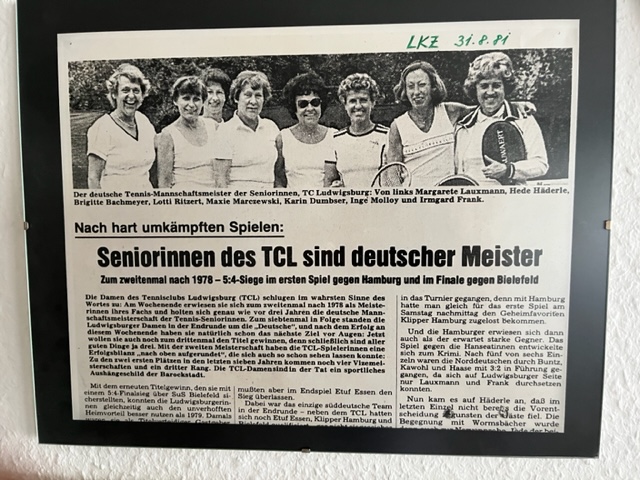 LKZ 31.8.81
KUEBLER
Der deutsche Tennis-Mannschaftsmeister der Seniorinnen, TC Ludwigsburg: Von links Margarete Lauxmann, Hede Häderle,
Brigitte Bachmeyer, Lotti Ritzert, Maxie Marczewski, Karin Dumbser, Inge Molloy und Irmgard Frank.
Nach hart umkämpften Spielen:
Seniorinnen des TCL sind deutscher Meister
Zum zweitenmal nach 1978 – 5:4-Siege im ersten Spiel gegen Hamburg und im Finale gegen Bielefeld
Die Damen des Tennisclubs Ludwigsburg (TCL) schlugen im wahrsten Sinne des
Wortes zu: Am Wochenende erwiesen sie sich zum zweitenmal nach 1978 als Meiste-
rinnen ihres Fachs und holten sich genau wie vor drei Jahren die deutsche Mann-
schaftsmeisterschaft der Tennis-Seniorinnen. Zum siebtenmal in Folge standen die
Ludwigsburger Damen in der Endrunde um die „Deutsche", und nach dem Erfolg an
diesem Wochenende haben sie natürlich schon das nächste Ziel vor Augen: Jetzt
wollen sie auch noch zum drittenmal den Titel gewinnen, denn schließlich sind aller
guten Dinge je drei. Mit der zweiten Meisterschaft haben die TCL-Spielerinnen eine
Erfolgsbilanz „nach oben aufgerundet", die sich auch so schon sehen lassen konnte:
Zu den zwei ersten Plätzen in den letzten sieben Jahren kommen noch vier Vizemei-
sterschaften und ein dritter Rang. Die TCL-Damen sind in der Tat ein sportliches
Aushängeschild der Barockstadt.
Mit dem erneuten Titelgewinn, den sie mit
einem 5:4-Finalsieg über SuS Bielefeld si-
cherstellten, konnten die Ludwigsburgerin-
nen gleichzeitig auch den unverhofften
Heimvorteil besser nutzen als 1979. Damals
mußten aber im Endspiel Etuf Essen den
Sieg überlassen.
Dabei war das einzige süddeutsche Team
in der Endrunde – neben dem TCL hatten
sich noch Etuf Essen, Klipper Hamburg und
in das Turnier gegangen, denn mit Hamburg
hatte man gleich für das erste Spiel am
Samstag nachmittag den Geheimfavoriten
Klipper Hamburg zugelost bekommen.
Und die Hamburger erwiesen sich dann
auch als der erwartet starke Gegner. Das
Spiel gegen die Hanseatinnen entwickelte
sich zum Krimi. Nach fünf von sechs Ein-
zeln waren die Norddeutschen durch Buntz,
Kawohl und Haase mit 3:2 in Führung ge-
gangen, da sich auf Ludwigsburger Seite
nur Lauxmann und Frank durchsetzen
konnten.
Nun kam es auf Häderle an, daß im
letzten Einzel nicht bereits die Vorent-
scheidung zugunsten der Gäste fiel. Die
Begegnung mit Wormsbächer wurde